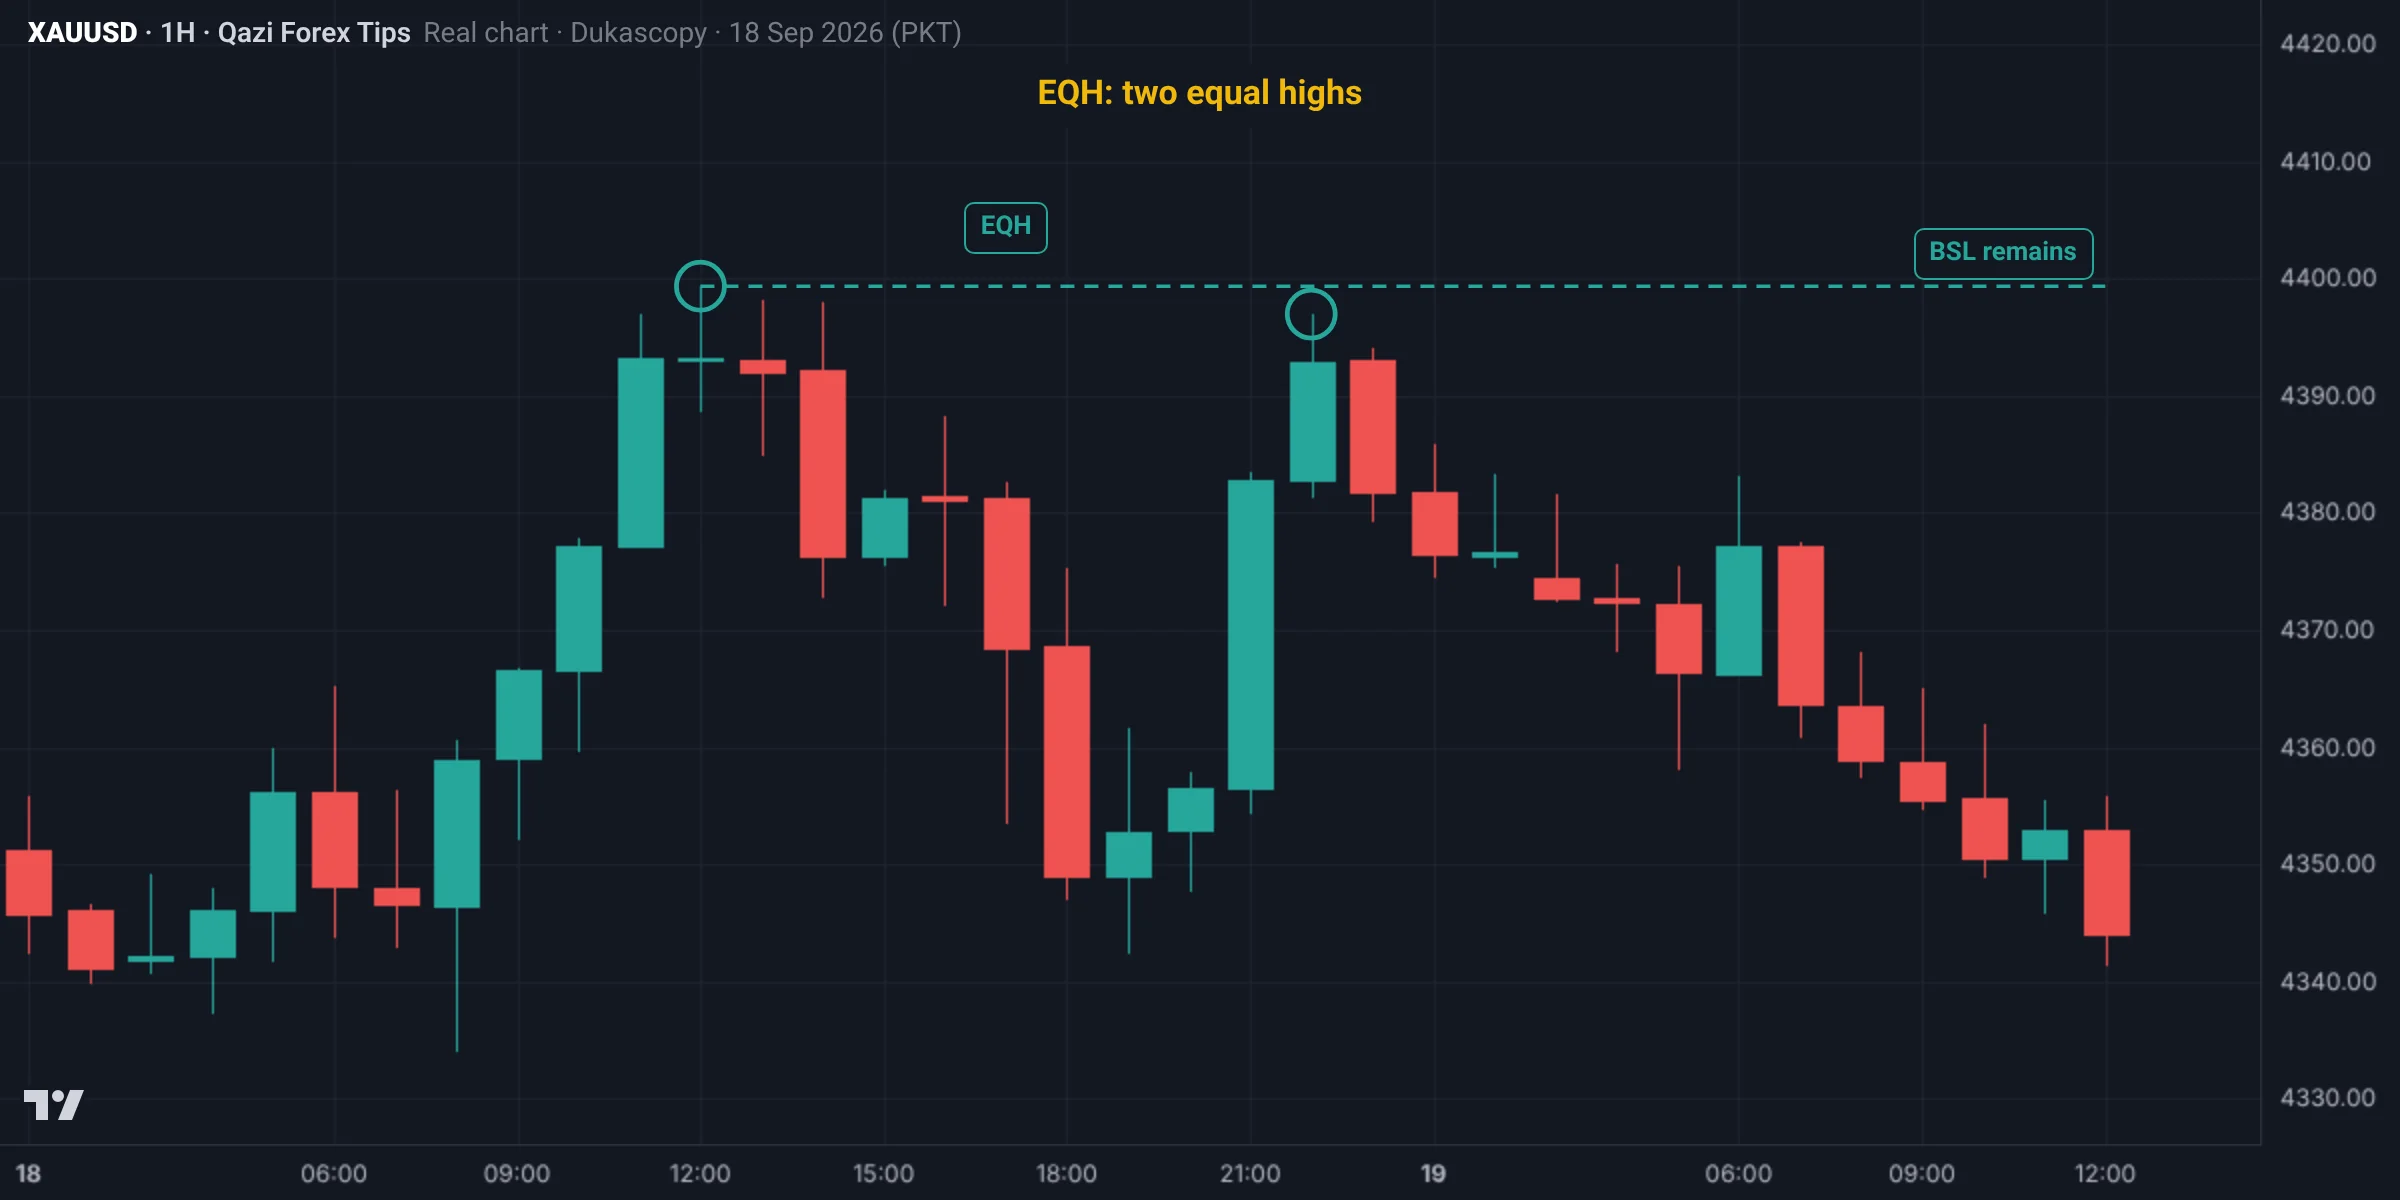 XAUUSD · 1H · Qazi Forex Tips Real chart · Dukascopy · 18 Sep 2026 (PKT)
EQH: two equal highs
EQH
BSL remains
4420.00
4410.00
4400.00
4390.00
4380.00
4370.00
4360.00
4350.00
4340.00
4330.00
18 06:00 09:00 12:00 15:00 18:00 21:00 19 06:00 09:00 12:00